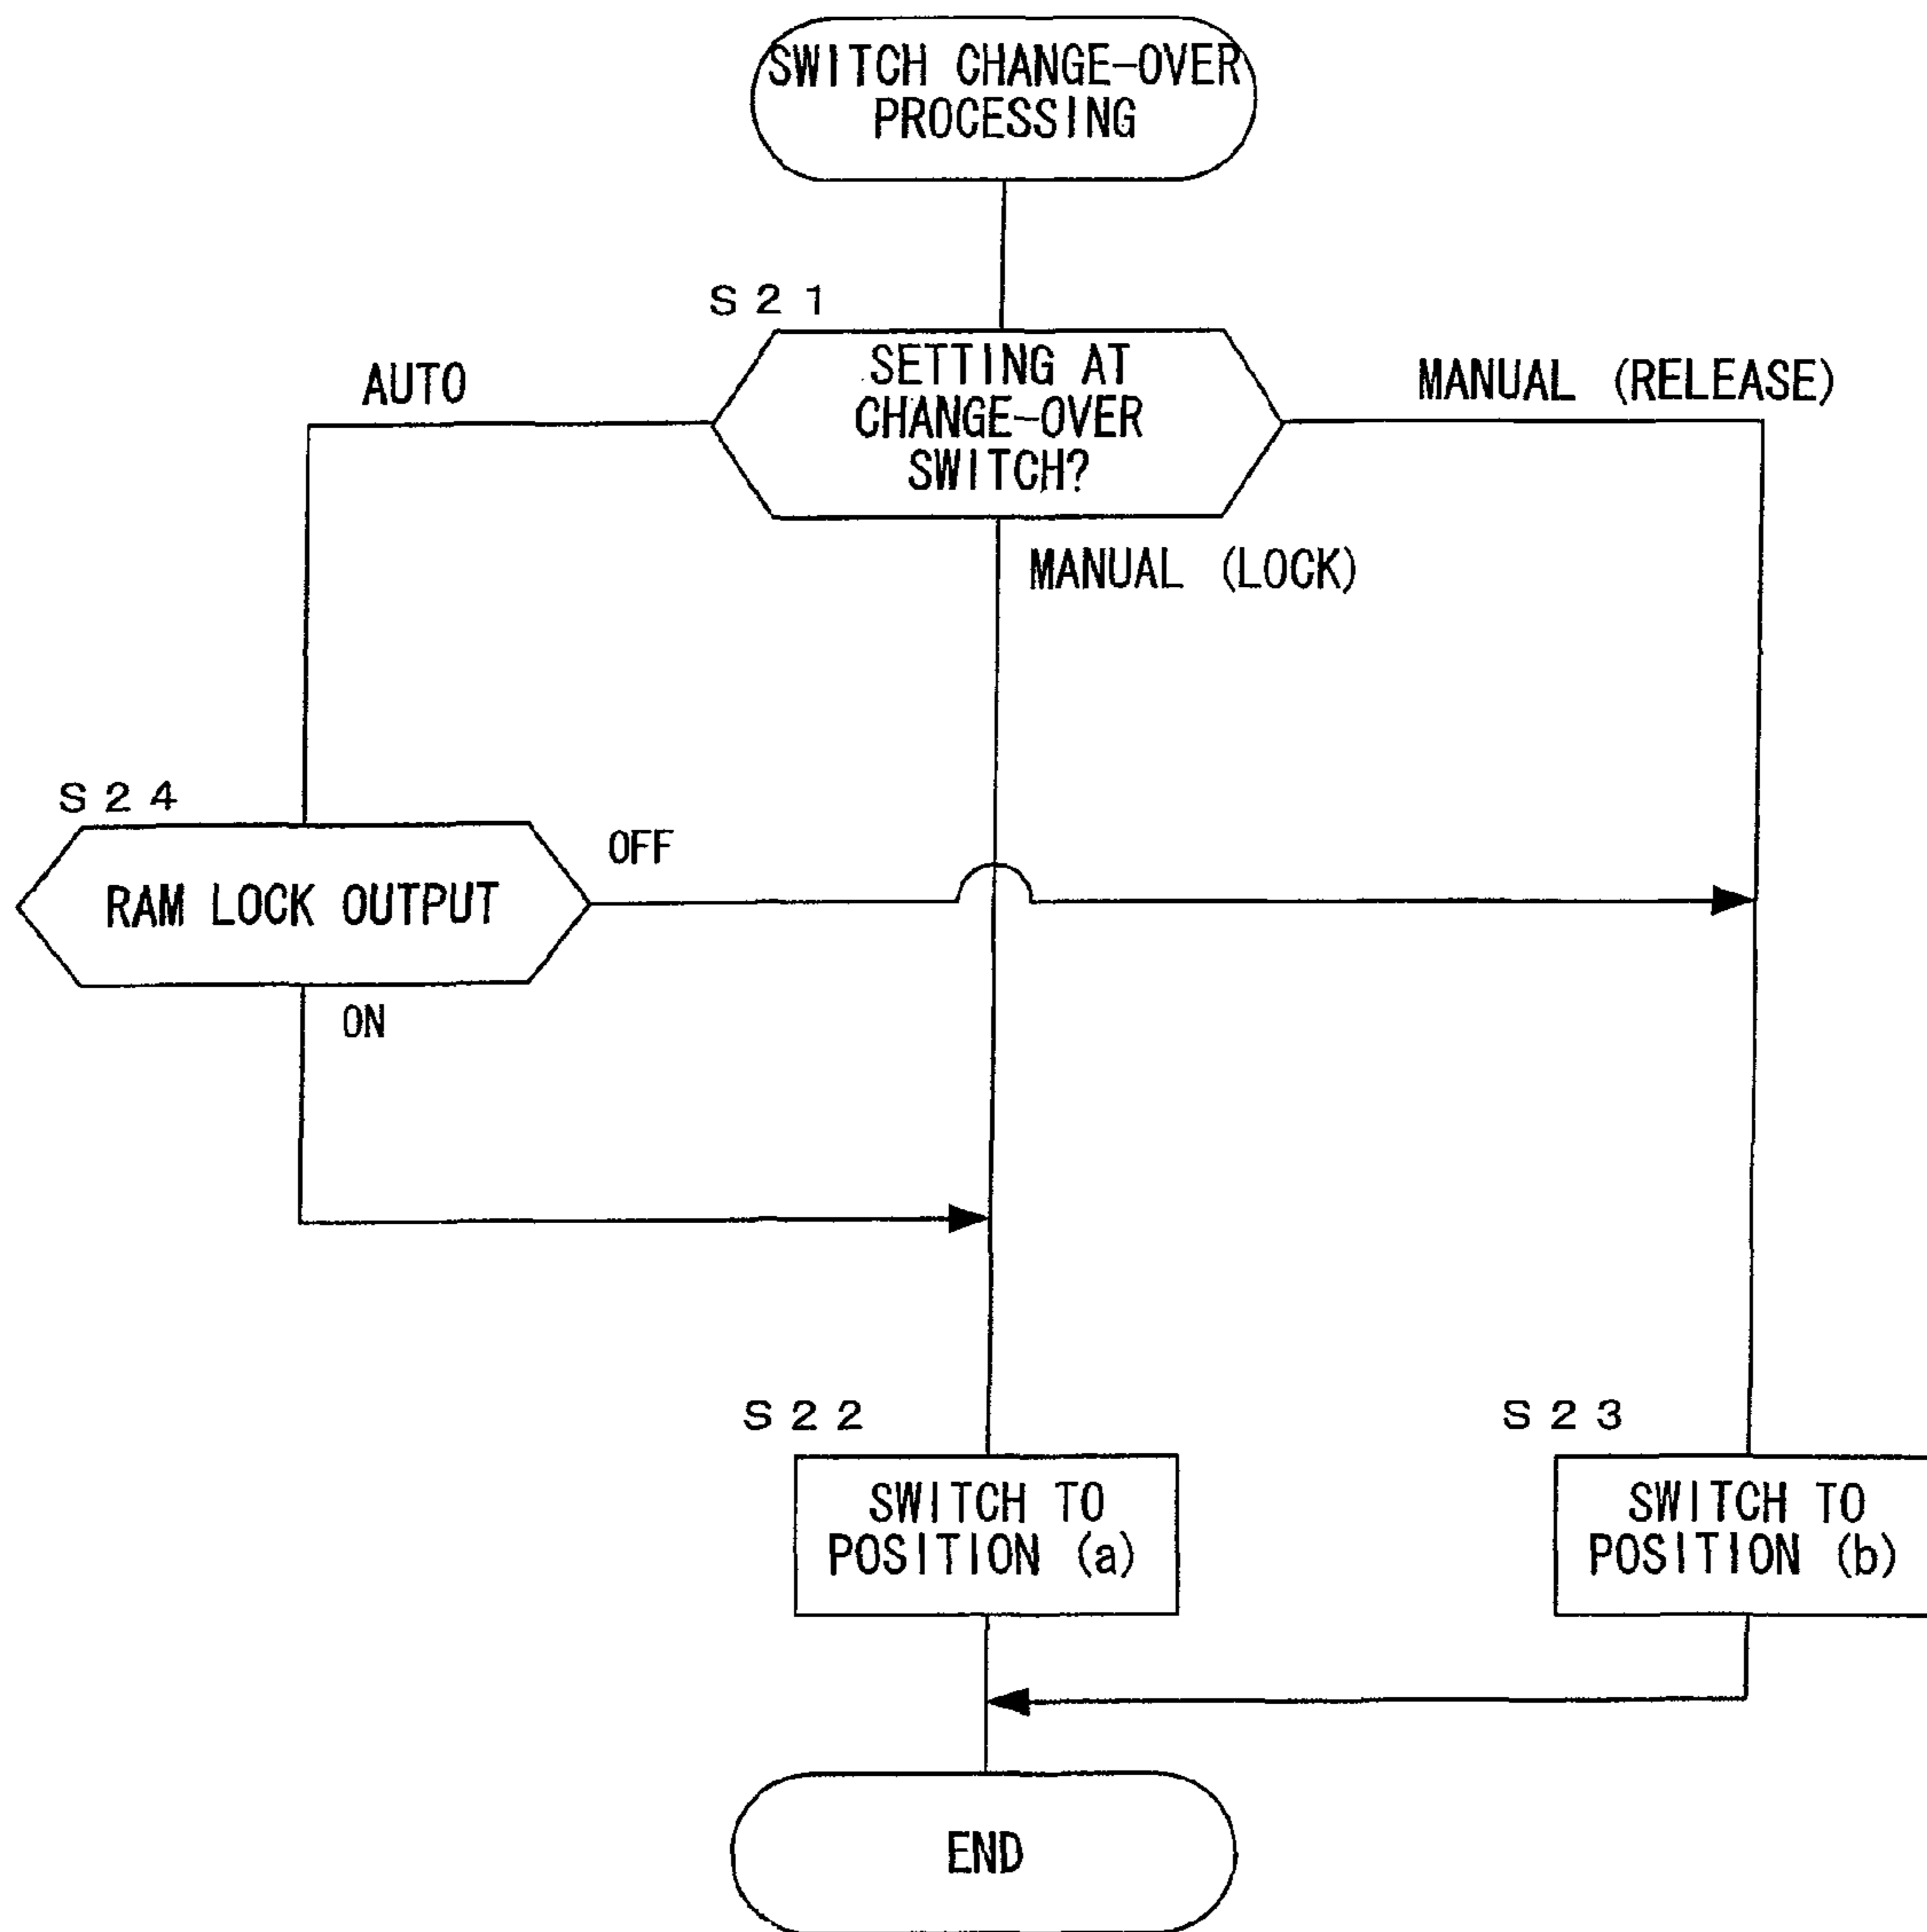 SWITCH CHANGE-OVER
PROCESSING
S21
SETTING AT
CHANGE-OVER
SWITCH?
AUTO
MANUAL (RELEASE)
MANUAL (LOCK)
S24
RAM LOCK OUTPUT
OFF
ON
S22
SWITCH TO
POSITION (a)
S23
SWITCH TO
POSITION (b)
END